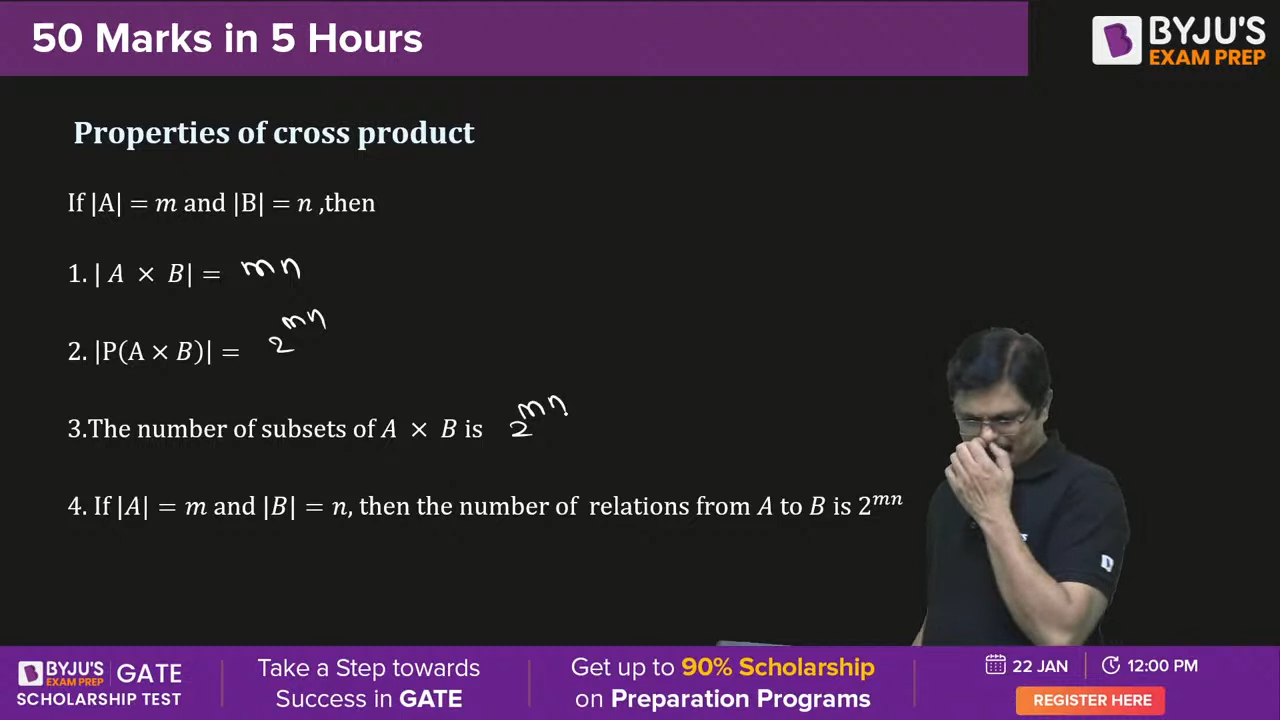 50 Marks in 5 Hours
BYJU'S
EXAM PREP
Properties of cross product
If |A| = m and |B| = n ,then
1. | A × B| = mn
2. |P(A × B)| = 2^mn
3.The number of subsets of A × B is 2^mn
4. If |A| = m and |B| = n, then the number of relations from A to B is 2^mn
BYJU'S EXAM PREP | GATE
SCHOLARSHIP TEST
Take a Step towards
Success in GATE
Get up to 90% Scholarship
on Preparation Programs
22 JAN | 12:00 PM
REGISTER HERE